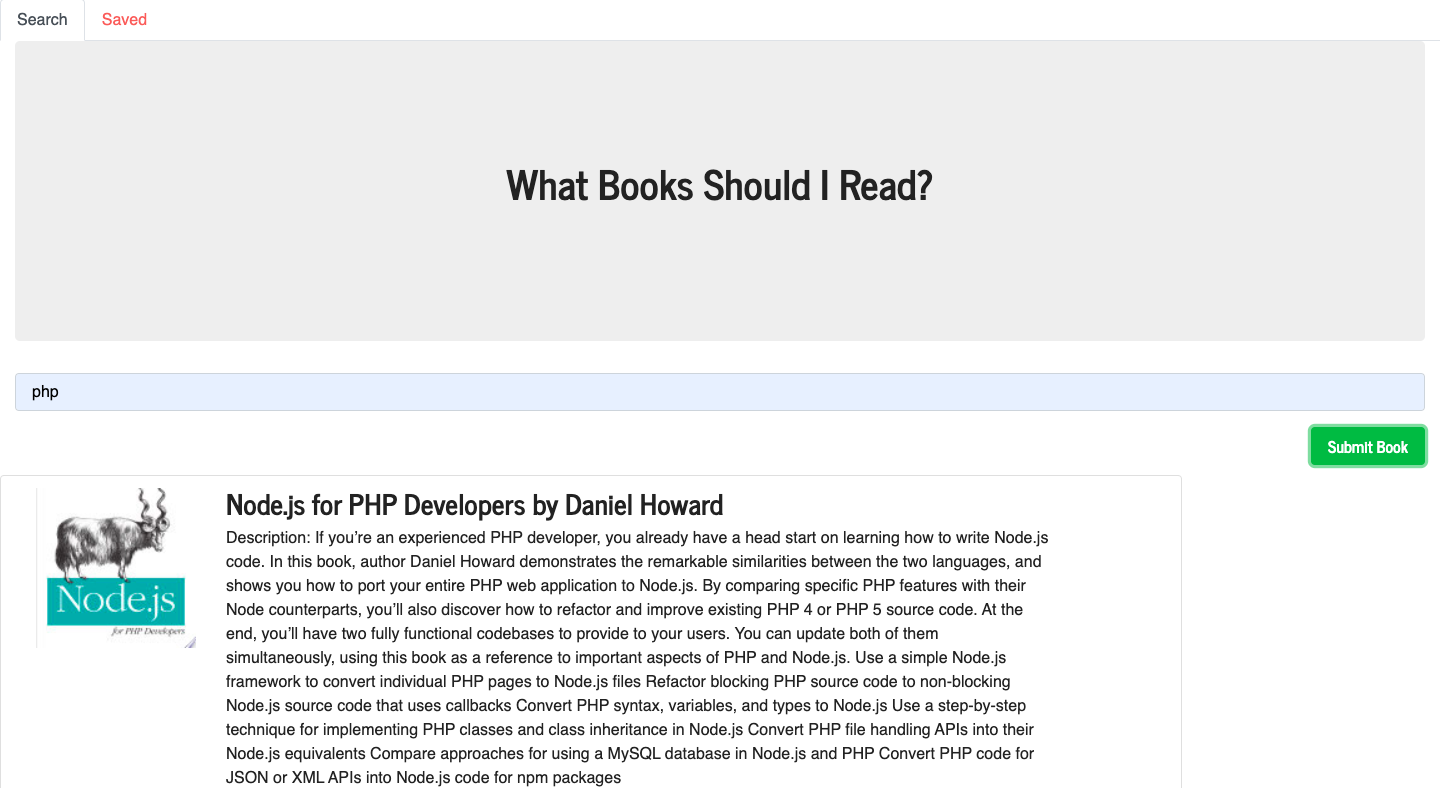 Search Saved
What Books Should I Read?
php
Submit Book
Node.js for PHP Developers by Daniel Howard
Node.js
for PHP Developers
Description: If you’re an experienced PHP developer, you already have a head start on learning how to write Node.js
code. In this book, author Daniel Howard demonstrates the remarkable similarities between the two languages, and
shows you how to port your entire PHP web application to Node.js. By comparing specific PHP features with their
Node counterparts, you’ll also discover how to refactor and improve existing PHP 4 or PHP 5 source code. At the
end, you’ll have two fully functional codebases to provide to your users. You can update both of them
simultaneously, using this book as a reference to important aspects of PHP and Node.js. Use a simple Node.js
framework to convert individual PHP pages to Node.js files Refactor blocking PHP source code to non-blocking
Node.js source code that uses callbacks Convert PHP syntax, variables, and types to Node.js Use a step-by-step
technique for implementing PHP classes and class inheritance in Node.js Convert PHP file handling APIs into their
Node.js equivalents Compare approaches for using a MySQL database in Node.js and PHP Convert PHP code for
JSON or XML APIs into Node.js code for npm packages